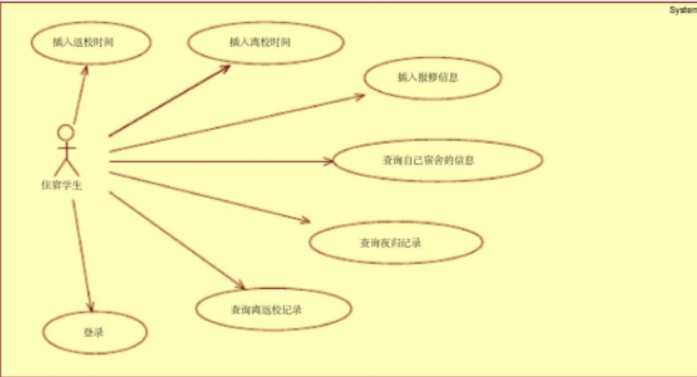 System
插入返校时间
插入离校时间
插入报修信息
查询自己宿舍的信息
住宿学生
查询夜归记录
查询离返校记录
登录